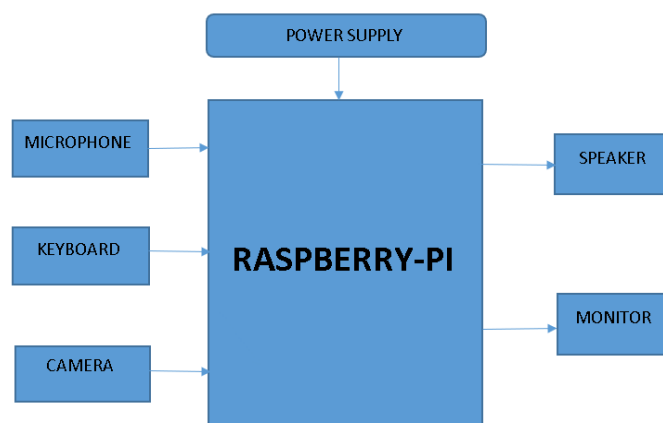 POWER SUPPLY
MICROPHONE
SPEAKER
KEYBOARD
RASPBERRY-PI
MONITOR
CAMERA